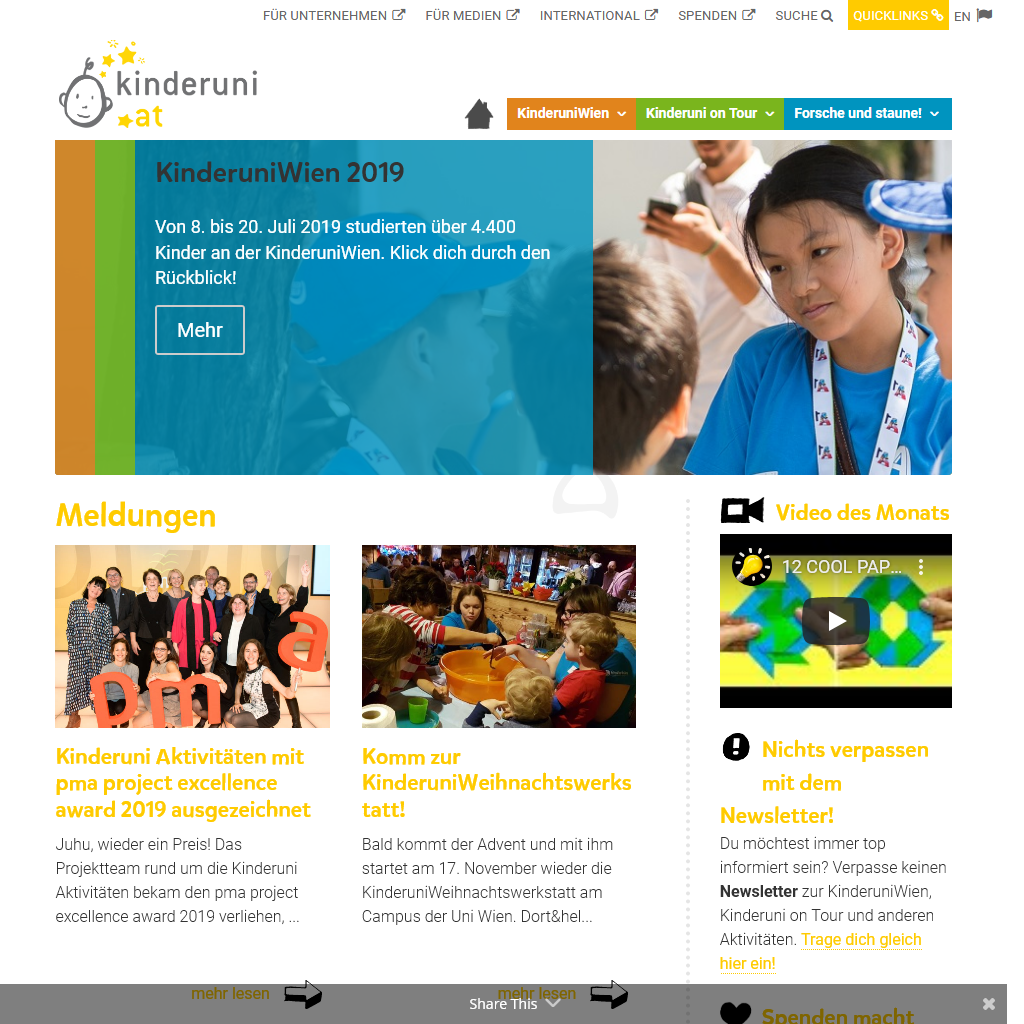 FÜR UNTERNEHMEN
FÜR MEDIEN
INTERNATIONAL
SPENDEN
SUCHE
QUICKLINKS
EN
kinderuni
at
KinderuniWien
Kinderuni on Tour
Forsche und staune!
KinderuniWien 2019
Von 8. bis 20. Juli 2019 studierten über 4.400
Kinder an der KinderuniWien. Klick dich durch den
Rückblick!
Mehr
Meldungen
pma
Kinderuni Aktivitäten mit
pma project excellence
award 2019 ausgezeichnet
Juhu, wieder ein Preis! Das
Projektteam rund um die Kinderuni
Aktivitäten bekam den pma project
excellence award 2019 verliehen, ...
mehr lesen
Komm zur
KinderuniWeihnachtswerks
tatt!
Bald kommt der Advent und mit ihm
startet am 17. November wieder die
KinderuniWeihnachtswerkstatt am
Campus der Uni Wien. Dort&hel...
mehr lesen
Video des Monats
12 COOL PAP...
Nichts verpassen
mit dem
Newsletter!
Du möchtest immer top
informiert sein? Verpasse keinen
Newsletter zur KinderuniWien,
Kinderuni on Tour und anderen
Aktivitäten. Trage dich gleich
hier ein!
Spenden macht
Share This